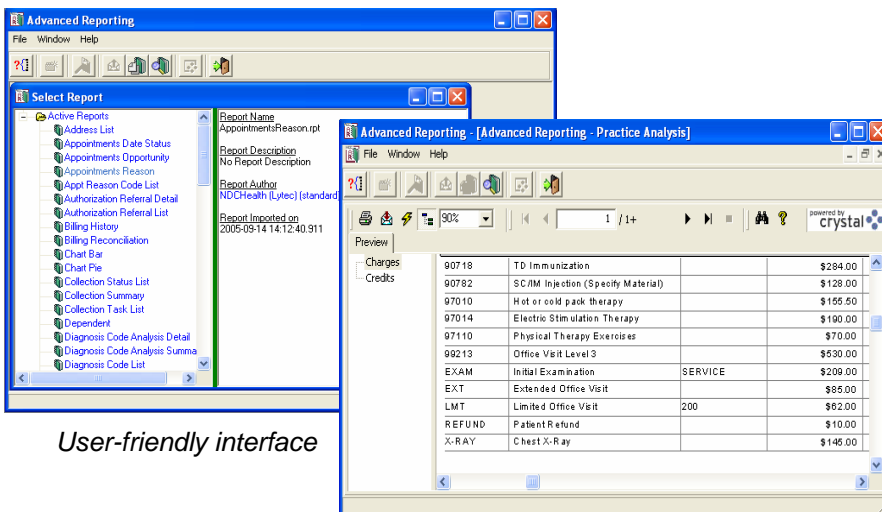 Advanced Reporting
File Window Help
Select Report
Active Reports
Address List
Appointments Date Status
Appointments Opportunity
Appointments Reason
Appt Reason Code List
Authorization Referral Detail
Authorization Referral List
Billing History
Billing Reconciliation
Chart Bar
Chart Pie
Collection Status List
Collection Summary
Collection Task List
Dependent
Diagnosis Code Analysis Detail
Diagnosis Code Analysis Summa
Diagnosis Code List
Report Name
AppointmentsReason.rpt
Report Description
No Report Description
Report Author
NDCHealth (Lytec) (standard)
Report Imported on
2005-09-14 14:12:40.911
User-friendly interface
Advanced Reporting - [Advanced Reporting - Practice Analysis]
File Window Help
90% 1 / 1+ powered by crystal
Preview
Charges
Credits
90718 TD Immunization $284.00
90782 SC/IM Injection (Specify Material) $128.00
97010 Hot or cold pack therapy $155.50
97014 Electric Stimulation Therapy $190.00
97110 Physical Therapy Exercises $70.00
99213 Office Visit Level 3 $530.00
EXAM Initial Examination SERVICE $209.00
EXT Extended Office Visit $85.00
LMT Limited Office Visit 200 $62.00
REFUND Patient Refund $10.00
X-RAY Chest X-Ray $145.00